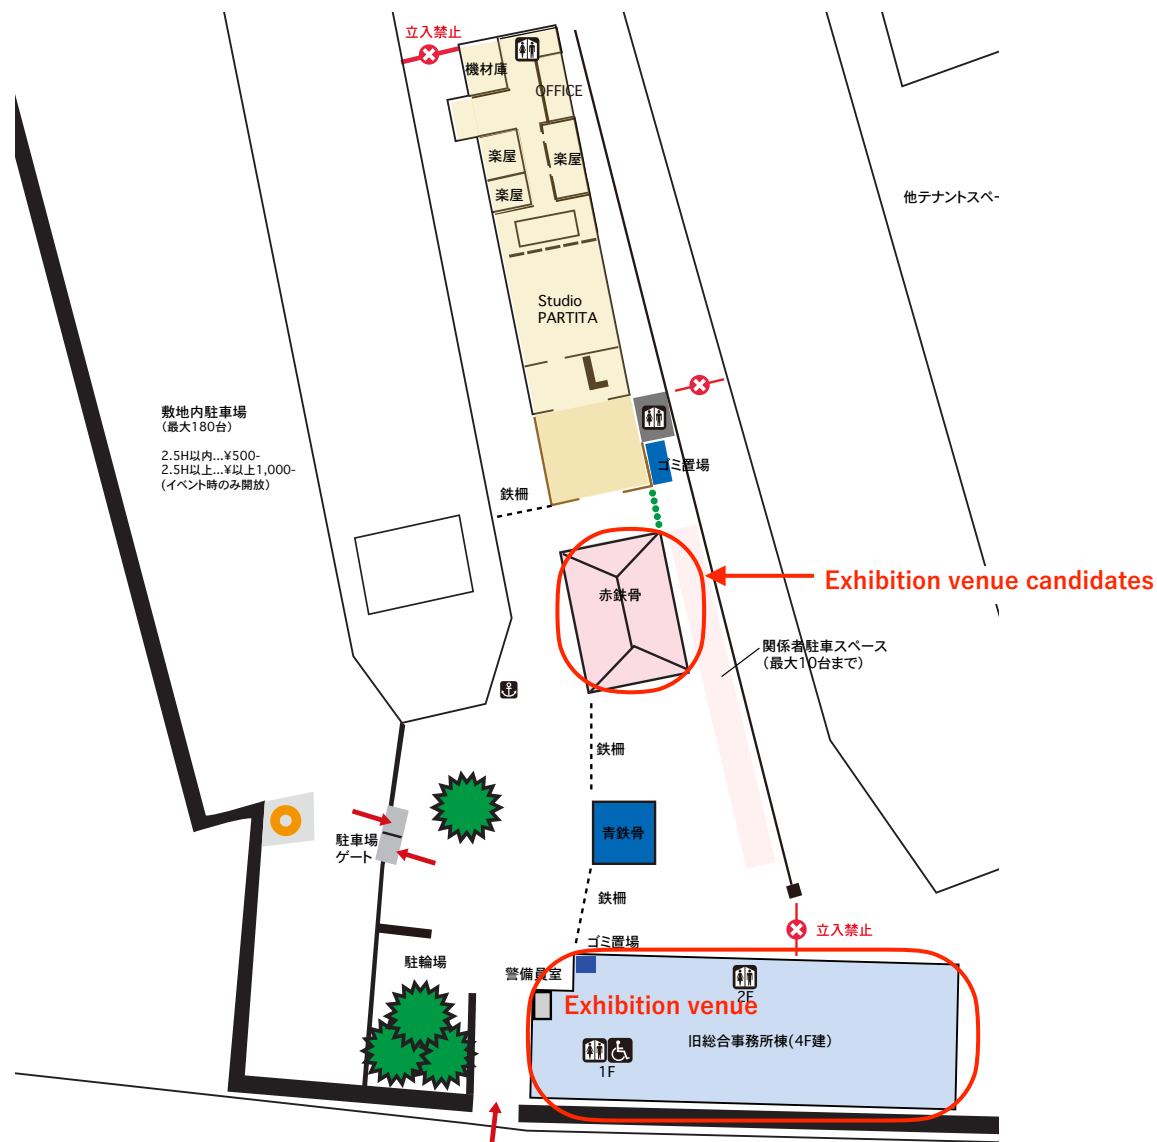 立入禁止
機材庫
OFFICE
楽屋
楽屋
楽屋
他テナントスペー
Studio
PARTITA
敷地内駐車場
(最大180台)
2.5H以内...¥500-
2.5H以上...¥以上1,000-
(イベント時のみ開放)
ゴミ置場
鉄柵
Exhibition venue candidates
赤鉄骨
関係者駐車スペース
(最大10台まで)
鉄柵
青鉄骨
駐車場
ゲート
鉄柵
立入禁止
ゴミ置場
駐輪場
警備員室
2F
Exhibition venue
旧総合事務所棟(4F建)
1F